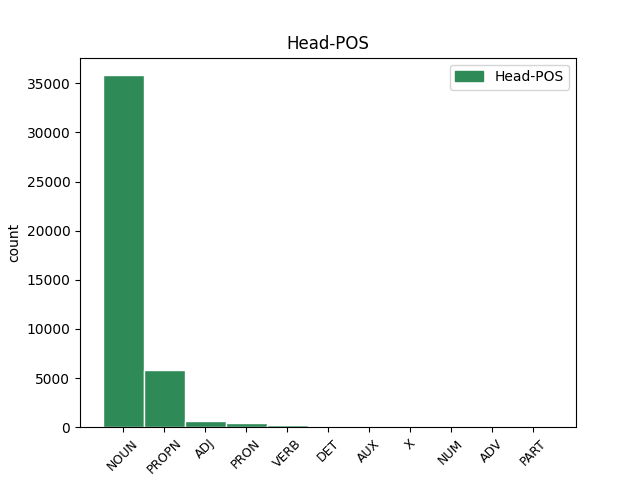 Head-POS
Head-POS
count
35000
30000
25000
20000
15000
10000
5000
0
NOUN PROPN ADJ PRON VERB DET AUX X NUM ADV PART